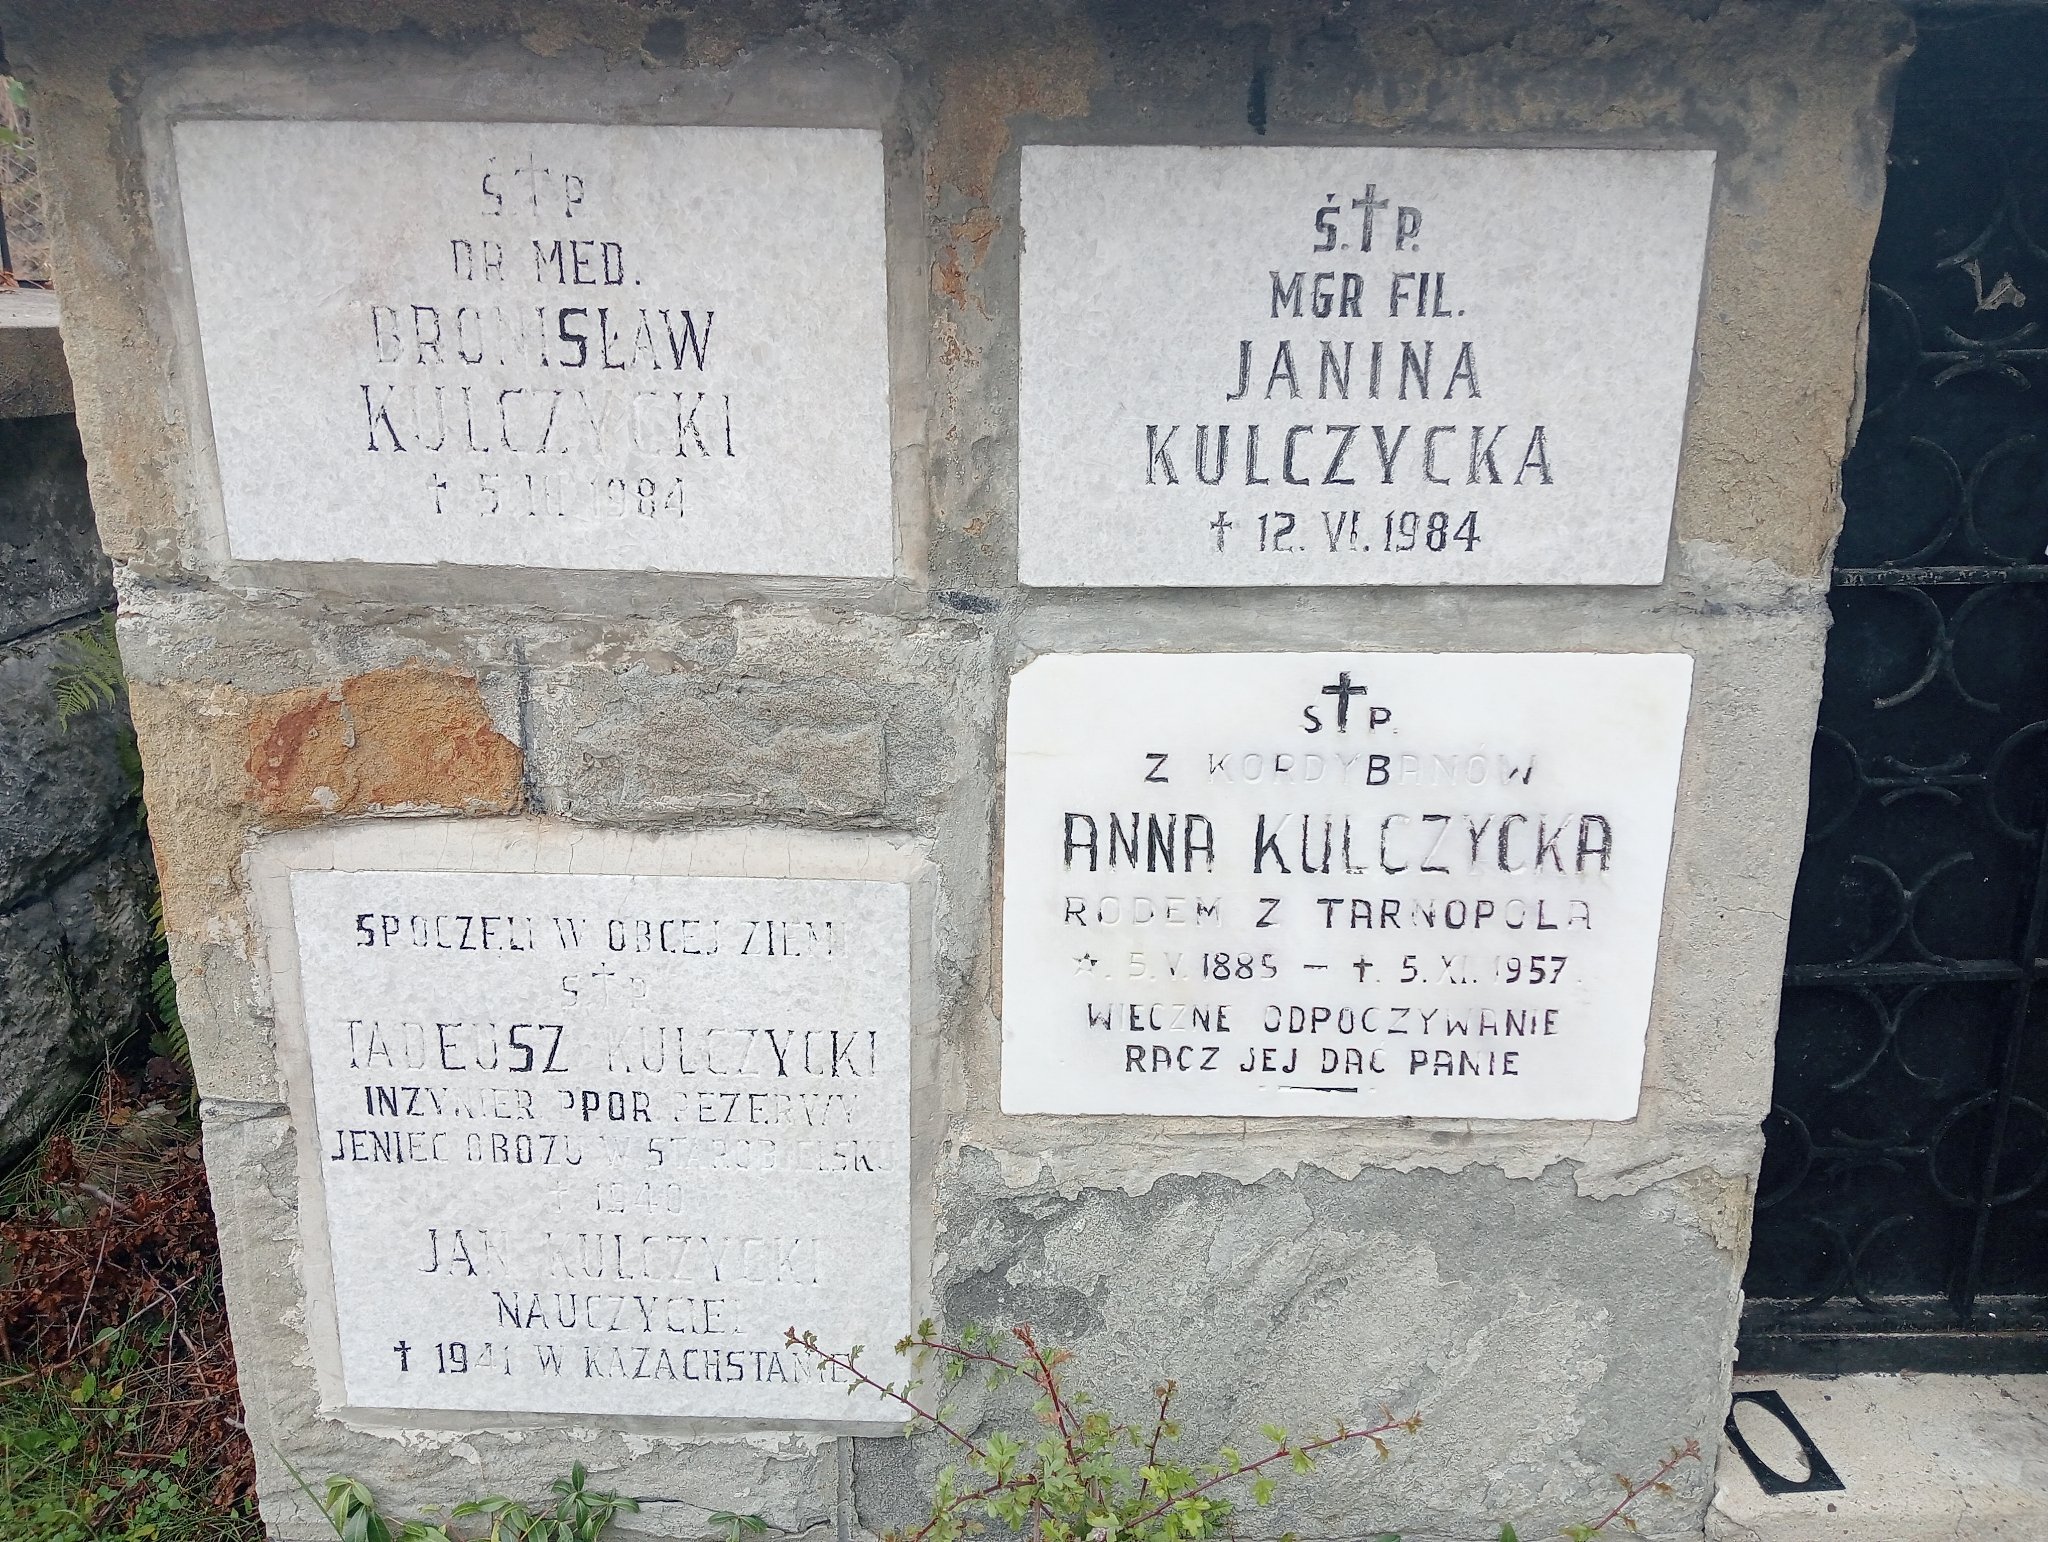 Ś.†P.
DR MED.
BRONISŁAW
KULCZYCKI
† 5.III.1984
Ś.†P.
MGR FIL.
JANINA
KULCZYCKA
† 12. VI. 1984
SPOCZĘLI W OBCEJ ZIEMI
S†P.
TADEUSZ KULCZYCKI
INZYNIER PPOR REZERWY
JENIEC OBOZU W STAROBIELSKU
† 1940
JAN KULCZYCKI
NAUCZYCIEL
† 1941 W KAZACHSTANIE
S†P.
Z KORDYBANÓW
ANNA KULCZYCKA
RODEM Z TARNOPOLA
☆. 5.V. 1885 – †. 5. XI. 1957.
WIECZNE ODPOCZYWANIE
RACZ JEJ DAĆ PANIE